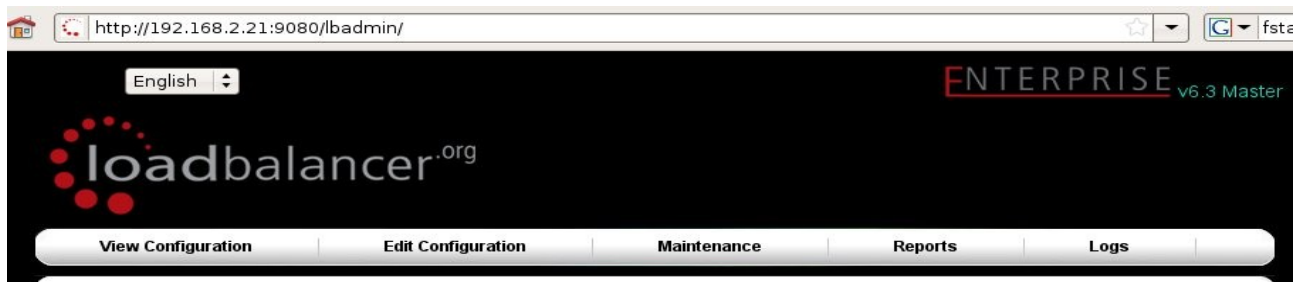 http://192.168.2.21:9080/lbadmin/
G
fsta
English
ENTERPRISE v6.3 Master
loadbalancer.org
View Configuration Edit Configuration Maintenance Reports Logs